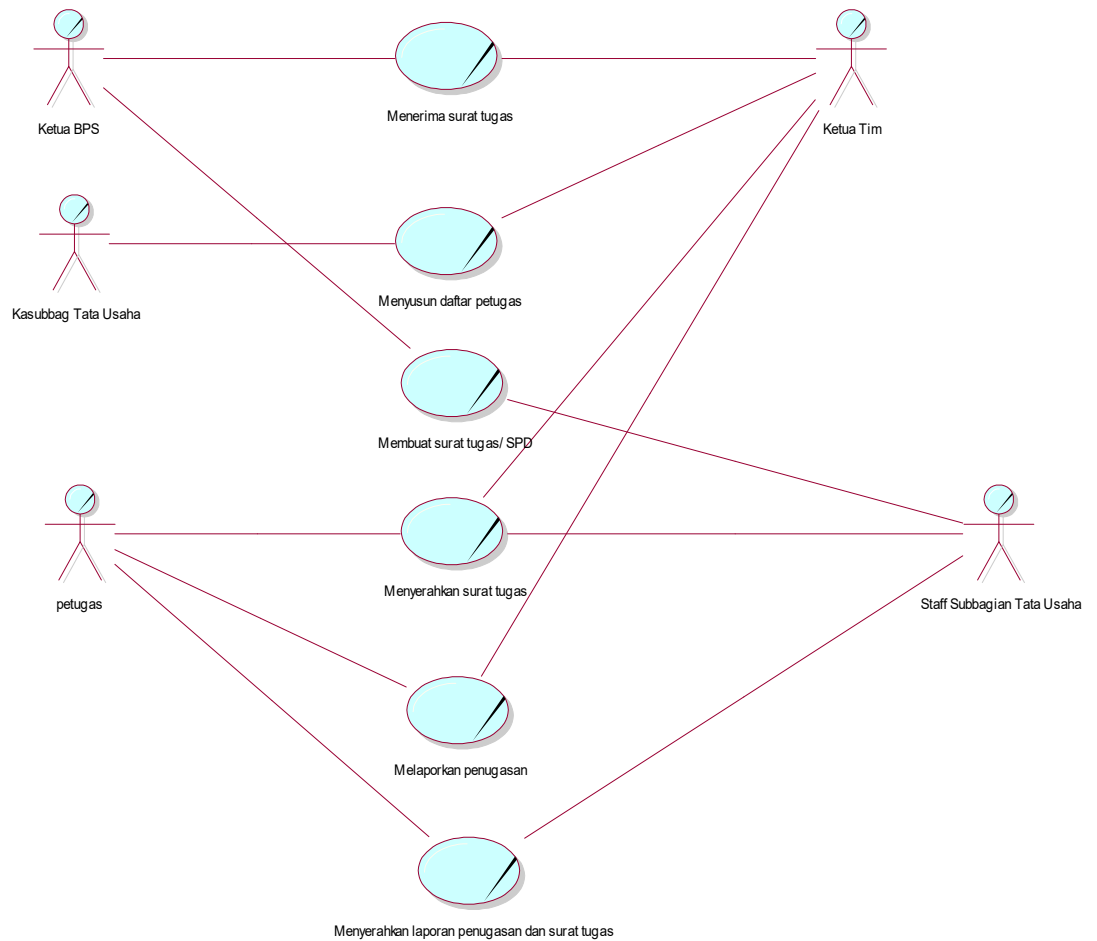 Ketua BPS
Menerima surat tugas
Ketua Tim
Kasubbag Tata Usaha
Menyusun daftar petugas
Membuat surat tugas/ SPD
petugas
Menyerahkan surat tugas
Staff Subbagian Tata Usaha
Melaporkan penugasan
Menyerahkan laporan penugasan dan surat tugas